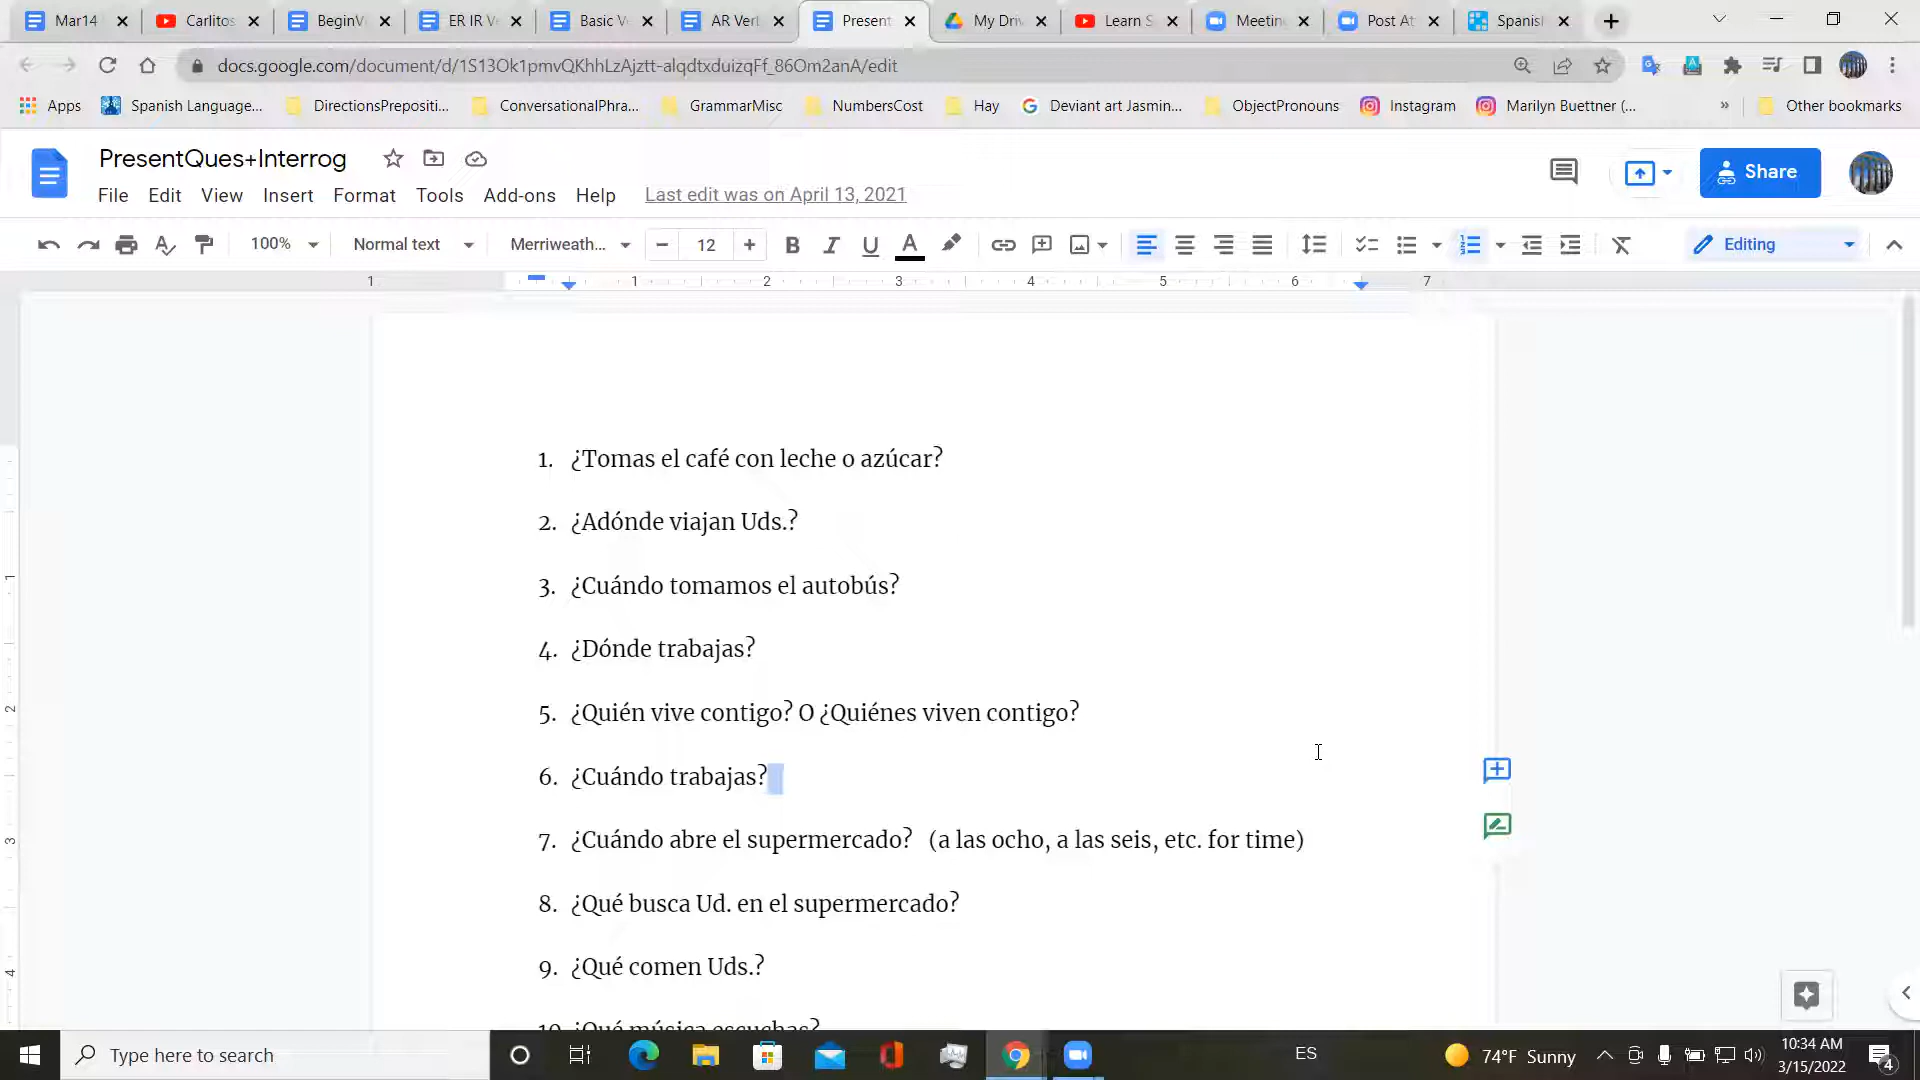 Mar14 Carlitos BeginV ER IR Ve Basic Ve AR Verb Present My Driv Learn S Meetin Post At Spanish
docs.google.com/document/d/1S13Ok1pmvQKhhLzAjztt-alqdtxduizqFf_86Om2anA/edit
Apps Spanish Language... DirectionsPrepositi... ConversationalPhra... GrammarMisc NumbersCost Hay Deviant art Jasmin... ObjectPronouns Instagram Marilyn Buettner (... » Other bookmarks
PresentQues+Interrog
Share
File Edit View Insert Format Tools Add-ons Help Last edit was on April 13, 2021
100% Normal text Merriweath... 12 Editing
1 1 2 3 4 5 6 7
1. ¿Tomas el café con leche o azúcar?
2. ¿Adónde viajan Uds.?
3. ¿Cuándo tomamos el autobús?
4. ¿Dónde trabajas?
5. ¿Quién vive contigo? O ¿Quiénes viven contigo?
6. ¿Cuándo trabajas?
7. ¿Cuándo abre el supermercado? (a las ocho, a las seis, etc. for time)
8. ¿Qué busca Ud. en el supermercado?
9. ¿Qué comen Uds.?
10. ¿Qué música escuchas?
Type here to search ES 74°F Sunny 10:34 AM
3/15/2022 4